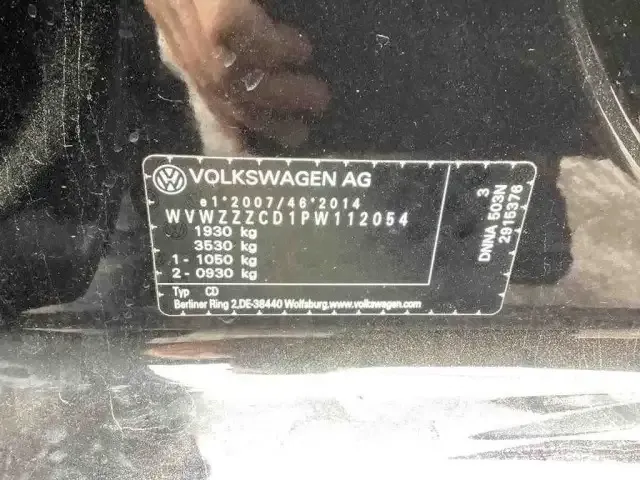 VOLKSWAGEN AG
e1*2007/46*2014
WVWZZZCD1PW112054
1930 kg
3530 kg
1 - 1050 kg
2 - 0930 kg
Typ CD
Berliner Ring 2,DE-38440 Wolfsburg.www.volkswagen.com
3
DNNA 503N
2915376